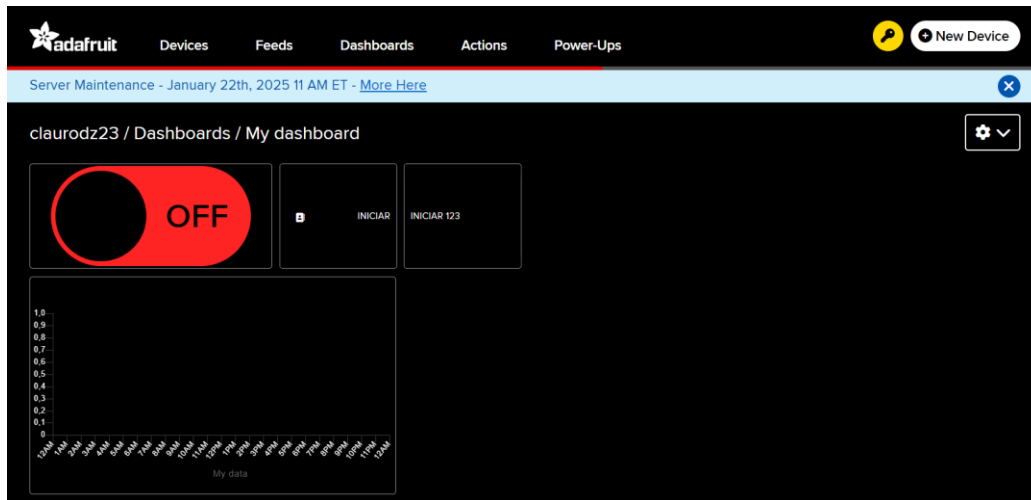 adafruit Devices Feeds Dashboards Actions Power-Ups New Device
Server Maintenance - January 22th, 2025 11 AM ET - More Here
claurodz23 / Dashboards / My dashboard
OFF INICIAR INICIAR 123
1,0
0,9
0,8
0,7
0,6
0,5
0,4
0,3
0,2
0,1
0
12AM 1AM 2AM 3AM 4AM 5AM 6AM 7AM 8AM 9AM 10AM 11AM 12PM 1PM 2PM 3PM 4PM 5PM 6PM 7PM 8PM 9PM 10PM 11PM 12AM
My data